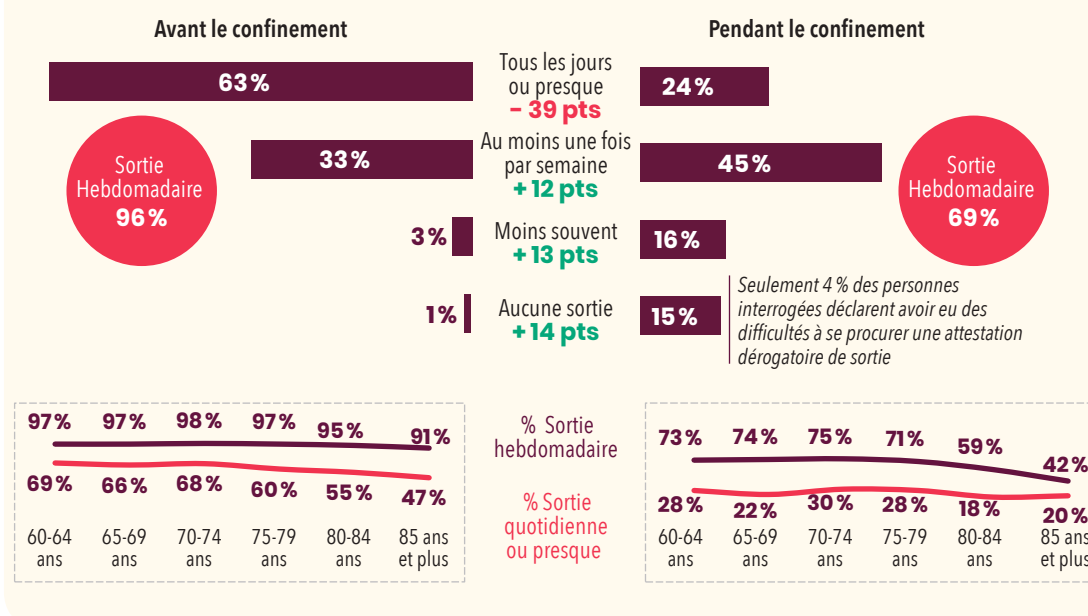 Avant le confinement
Pendant le confinement
63 %
Tous les jours
ou presque
- 39 pts
24 %
Sortie
Hebdomadaire
96 %
33 %
Au moins une fois
par semaine
+ 12 pts
45 %
Sortie
Hebdomadaire
69 %
3 %
Moins souvent
+ 13 pts
16 %
1 %
Aucune sortie
+ 14 pts
15 %
Seulement 4 % des personnes
interrogées déclarent avoir eu des
difficultés à se procurer une attestation
dérogatoire de sortie
97 % 97 % 98 % 97 % 95 % 91 %
69 % 66 % 68 % 60 % 55 % 47 %
60-64 65-69 70-74 75-79 80-84 85 ans
ans ans ans ans ans et plus
% Sortie
hebdomadaire
% Sortie
quotidienne
ou presque
73 % 74 % 75 % 71 % 59 % 42 %
28 % 22 % 30 % 28 % 18 % 20 %
60-64 65-69 70-74 75-79 80-84 85 ans
ans ans ans ans ans et plus